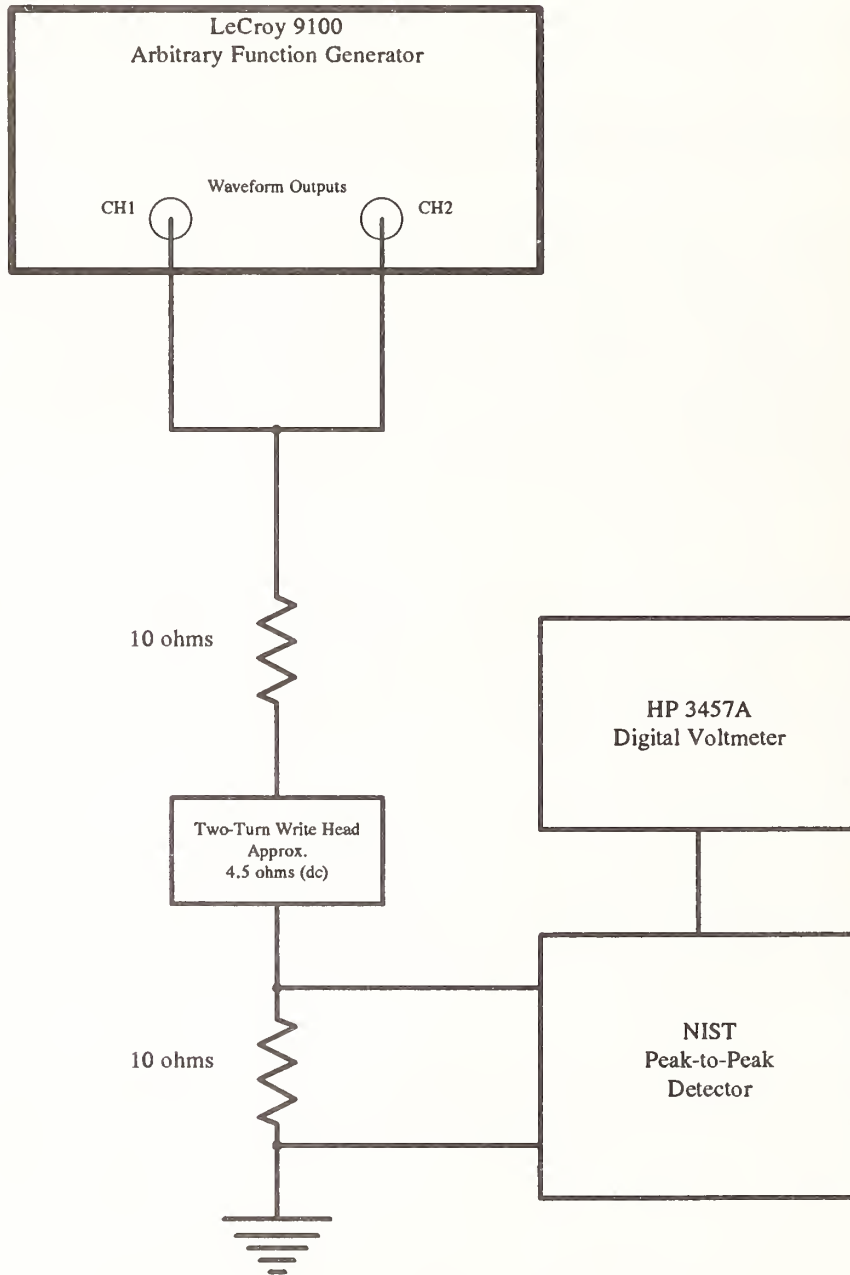 LeCroy 9100
Arbitrary Function Generator
Waveform Outputs
CH1
CH2
10 ohms
HP 3457A
Digital Voltmeter
Two-Turn Write Head
Approx.
4.5 ohms (dc)
NIST
Peak-to-Peak
Detector
10 ohms